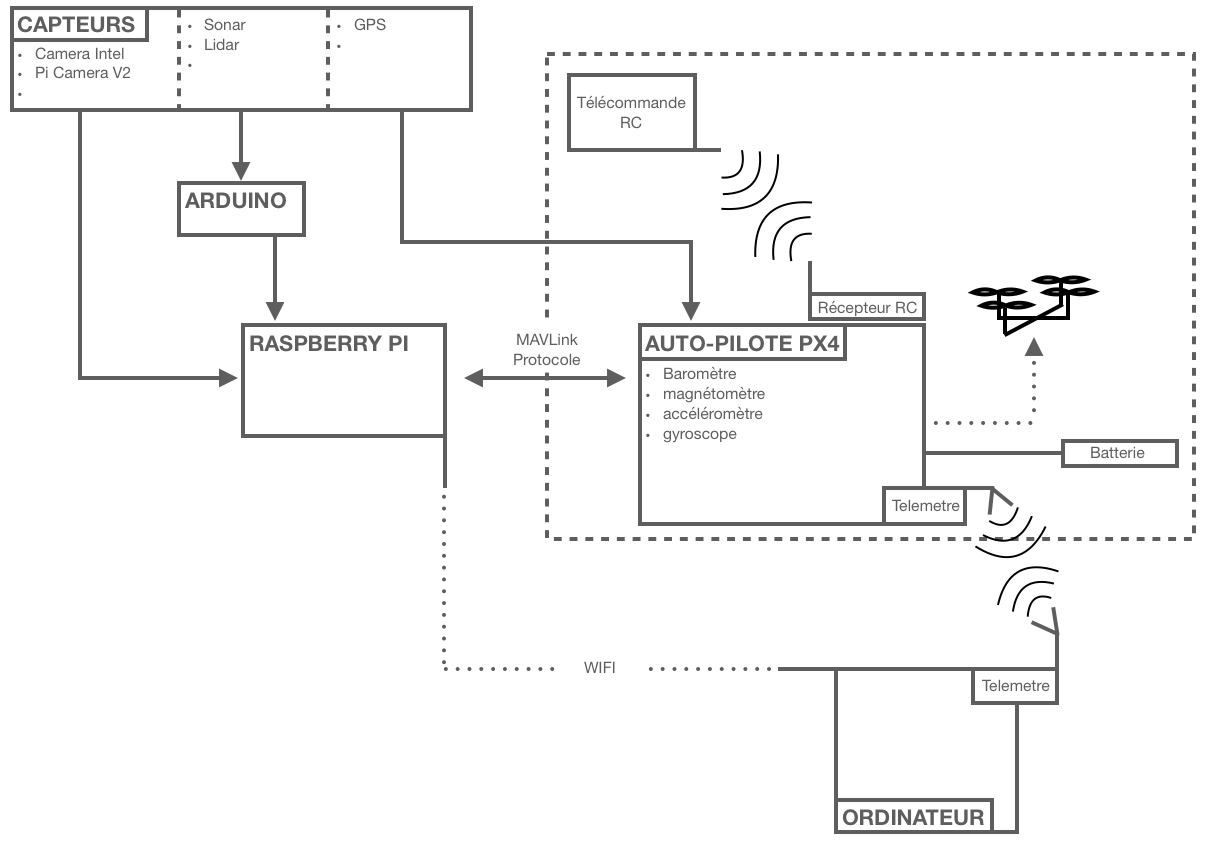 CAPTEURS
• Camera Intel
• Pi Camera V2
•
• Sonar
• Lidar
•
• GPS
•
Télécommande
RC
ARDUINO
Récepteur RC
RASPBERRY PI
MAVLink
Protocole
AUTO-PILOTE PX4
• Baromètre
• magnétomètre
• accéléromètre
• gyroscope
Batterie
Telemetre
WIFI
Telemetre
ORDINATEUR